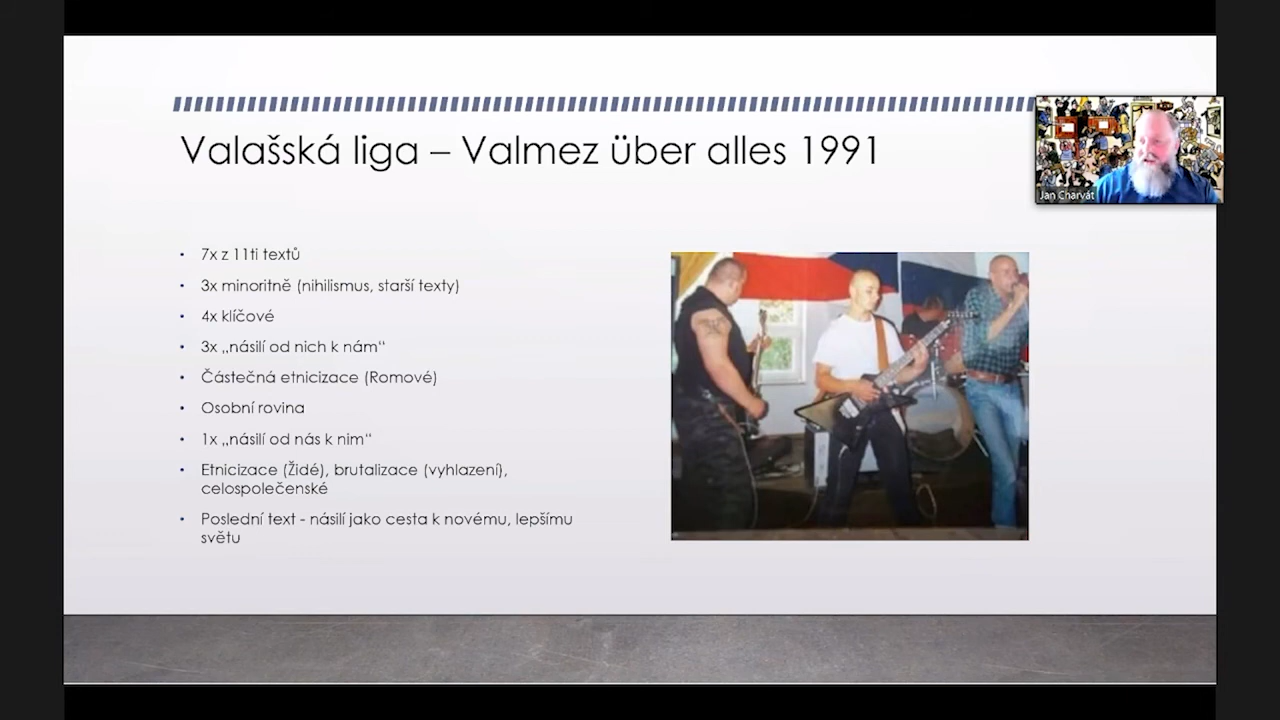 Valašská liga – Valmez über alles 1991
Jan Charvát
• 7x z 11ti textů
• 3x minoritně (nihilismus, starší texty)
• 4x klíčové
• 3x „násilí od nich k nám“
• Částečná etnicizace (Romové)
• Osobní rovina
• 1x „násilí od nás k nim“
• Etnicizace (Židé), brutalizace (vyhlazení),
celospolečenské
• Poslední text - násilí jako cesta k novému, lepšímu
světu